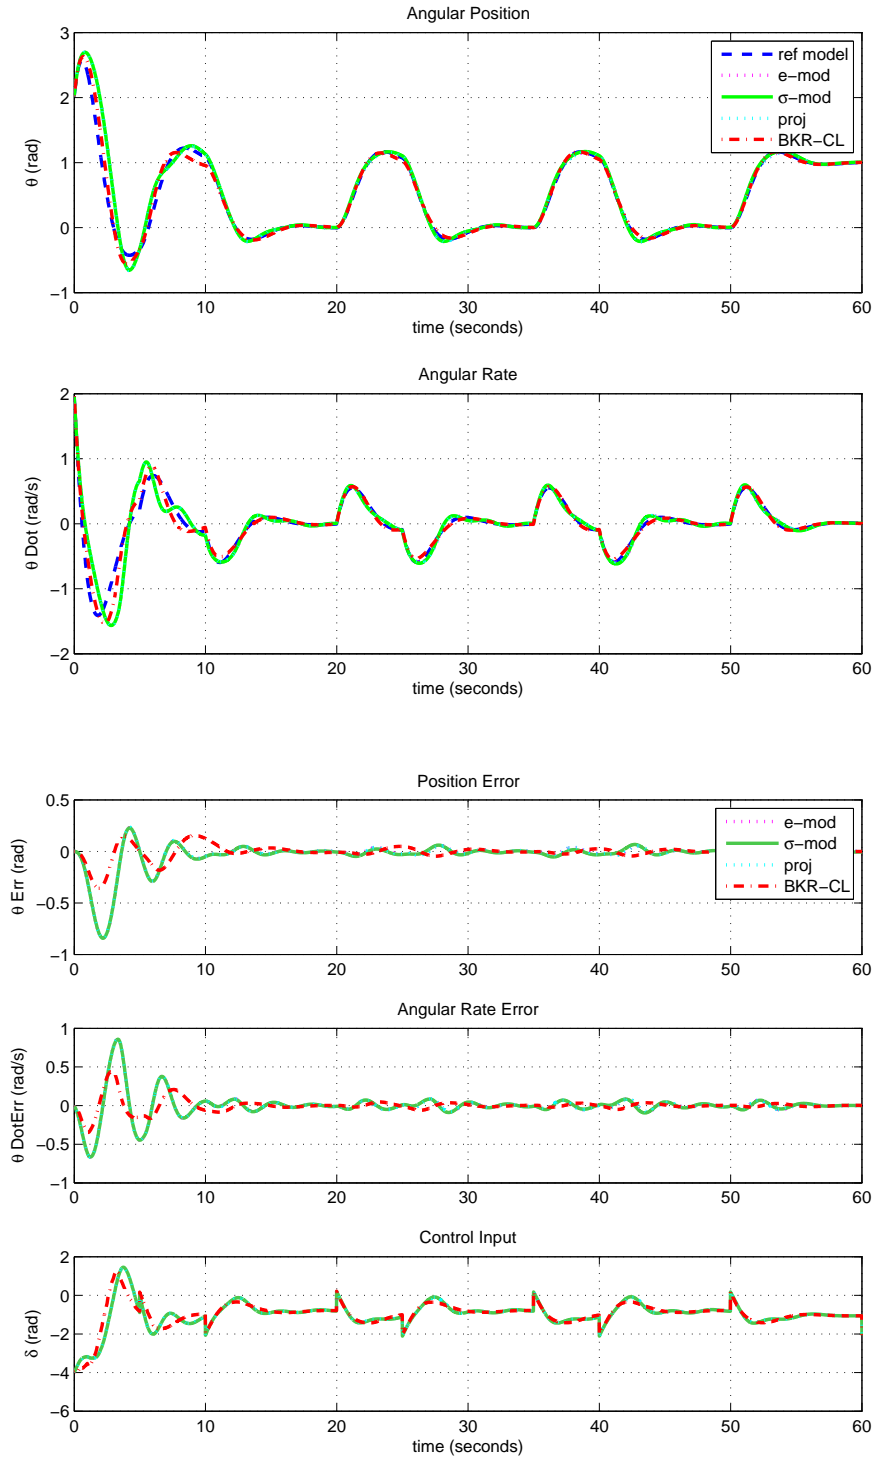 Angular Position
3
2
1
0
−1
θ (rad)
ref model
e−mod
σ−mod
proj
BKR−CL
0 10 20 30 40 50 60
time (seconds)
Angular Rate
2
1
0
−1
−2
θ Dot (rad/s)
0 10 20 30 40 50 60
time (seconds)
Position Error
0.5
0
−0.5
−1
θ Err (rad)
e−mod
σ−mod
proj
BKR−CL
0 10 20 30 40 50 60
Angular Rate Error
1
0.5
0
−0.5
−1
θ DotErr (rad/s)
0 10 20 30 40 50 60
Control Input
2
0
−2
−4
−6
δ (rad)
0 10 20 30 40 50 60
time (seconds)